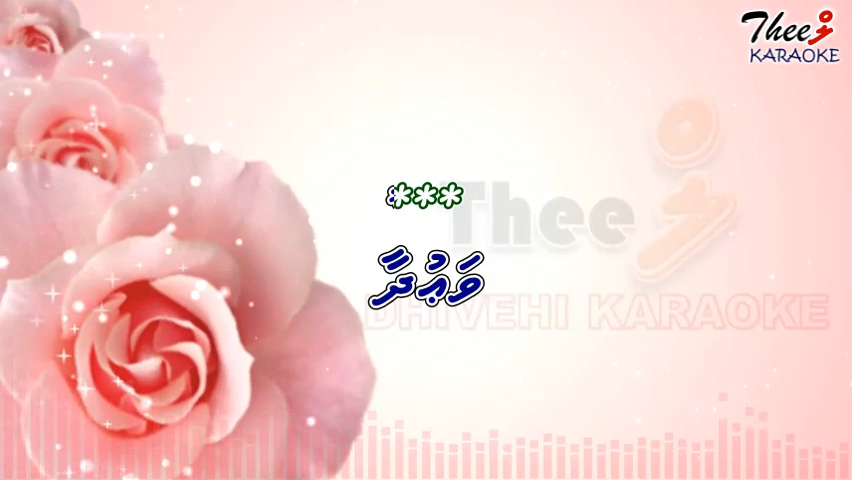 Thee
KARAOKE
***
ވަޢުދާ
Thee
DHIVEHI KARAOKE